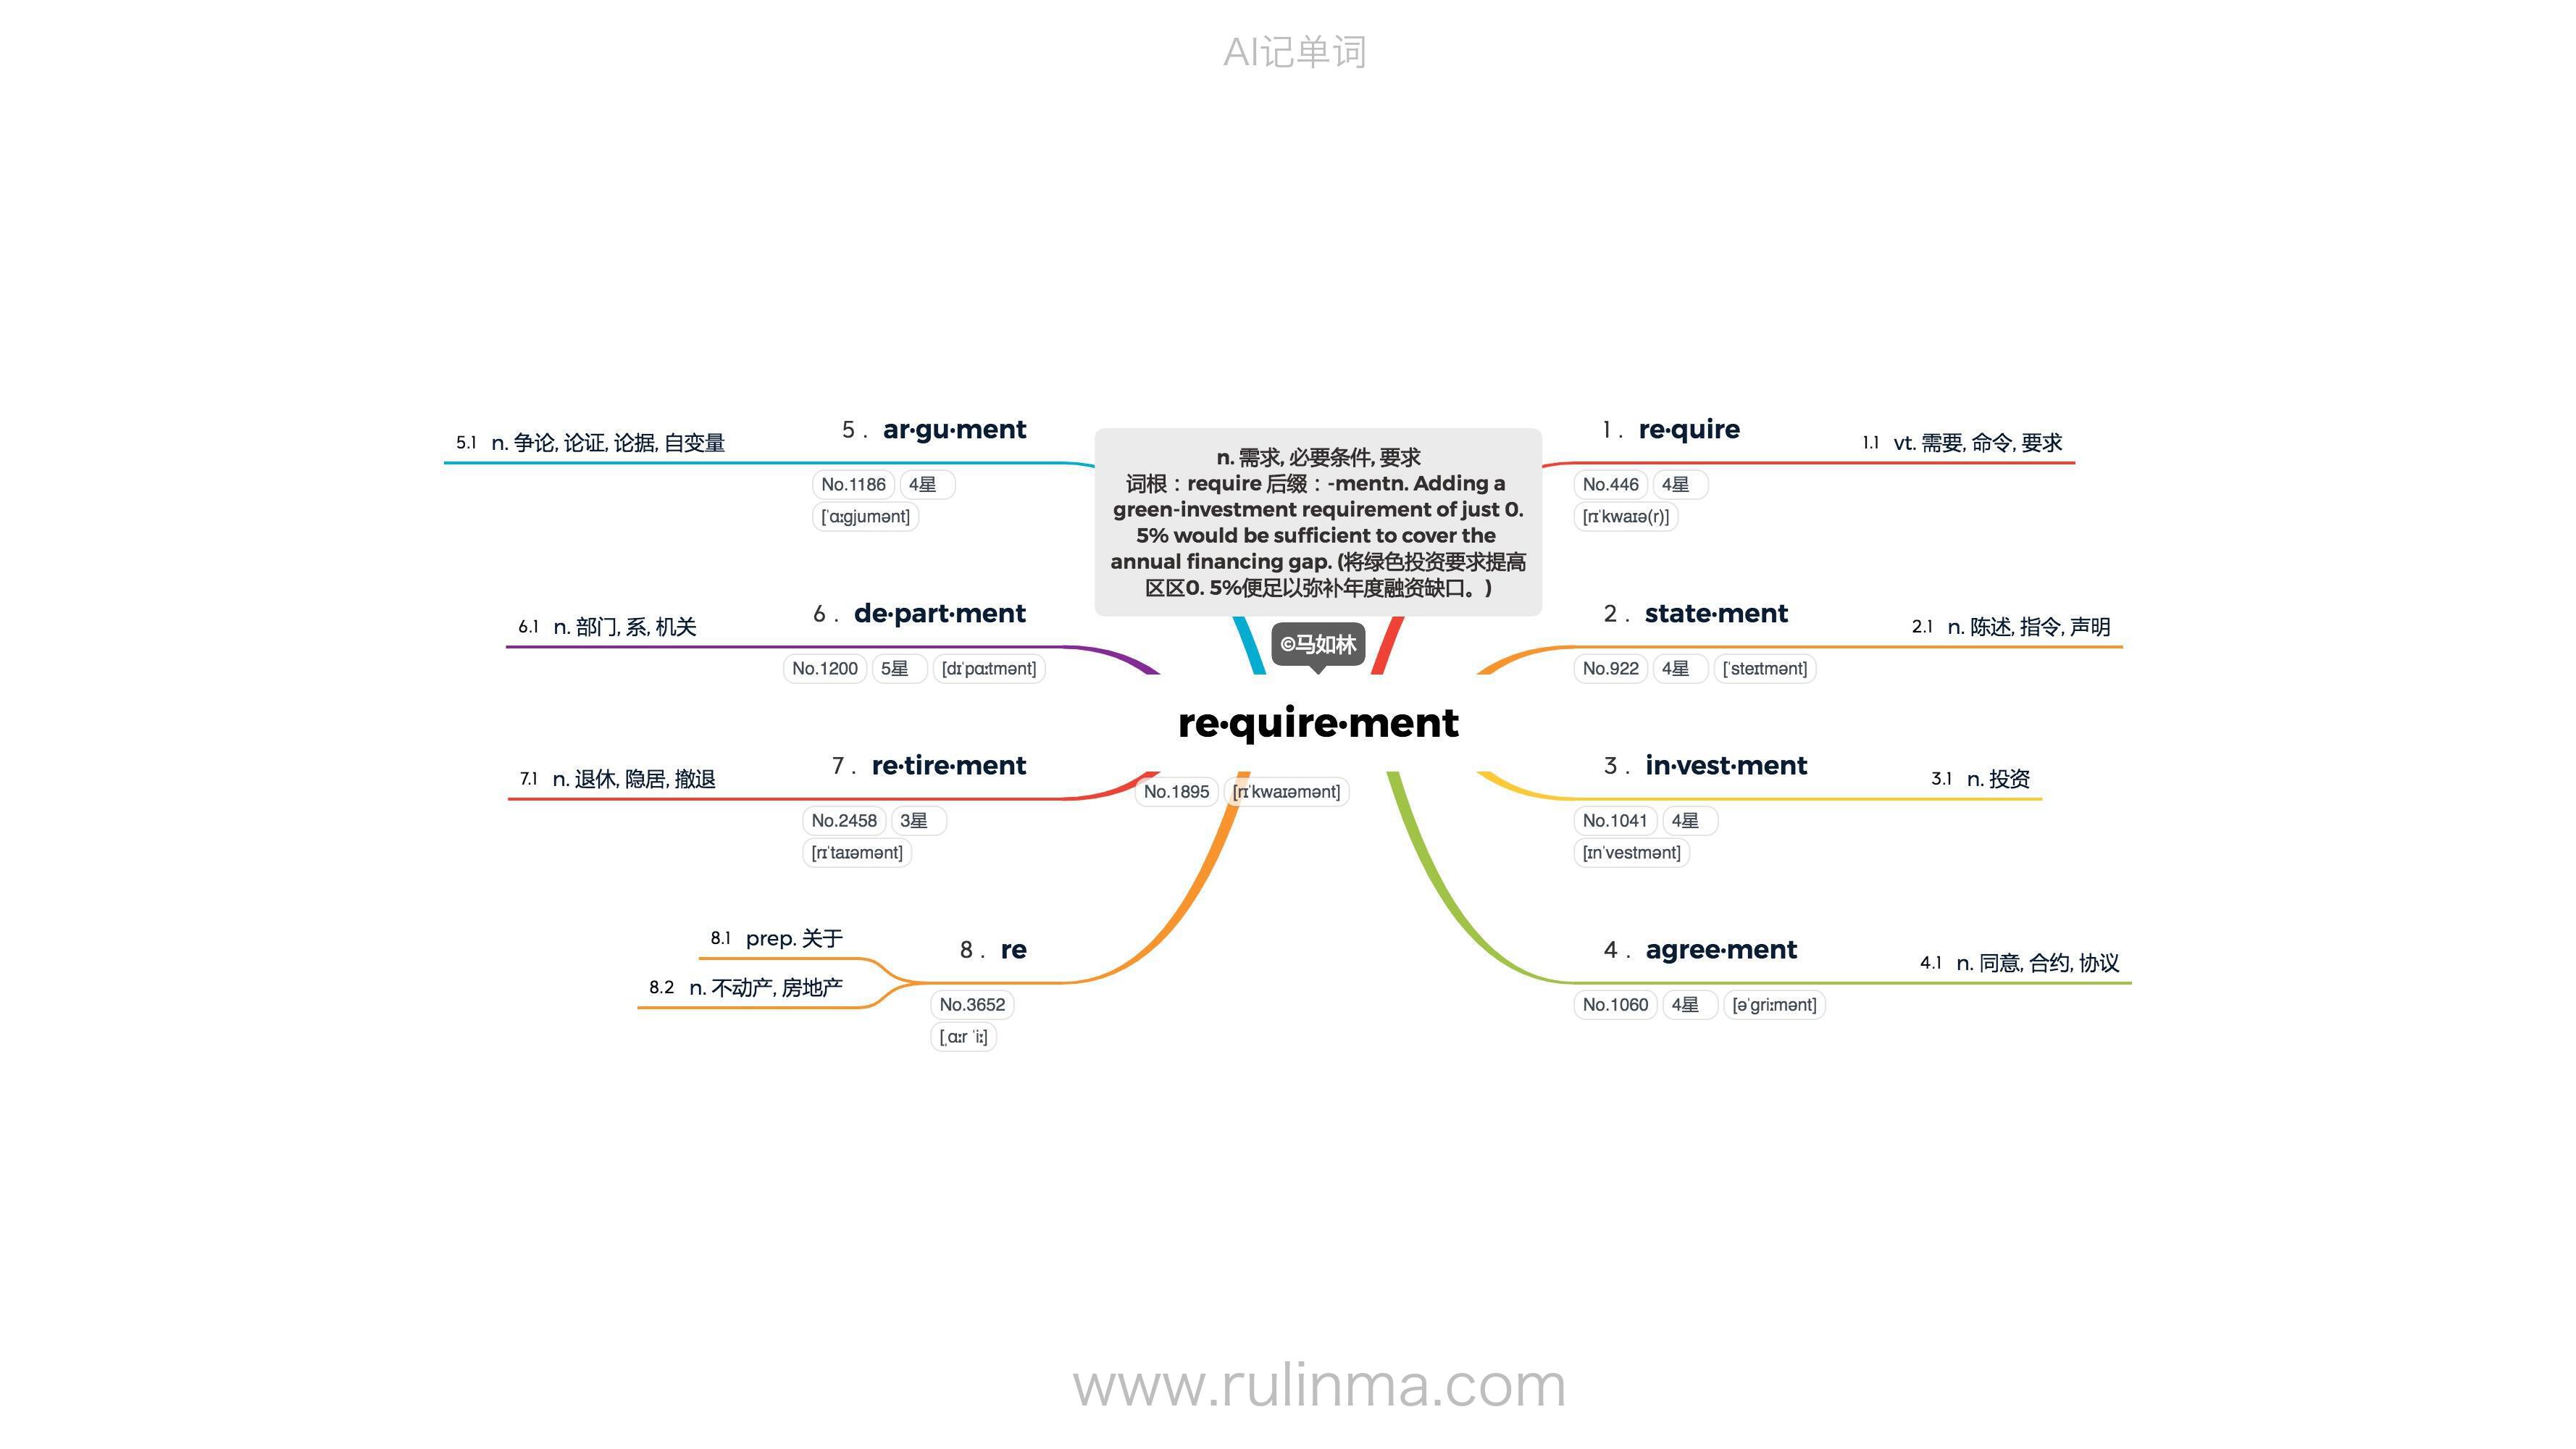 AI记单词
n. 需求, 必要条件, 要求
词根：require 后缀：-mentn. Adding a
green-investment requirement of just 0.
5% would be sufficient to cover the
annual financing gap. (将绿色投资要求提高
区区0. 5%便足以弥补年度融资缺口。)
©马如林
re·quire·ment
No.1895 [rɪˈkwaɪəmənt]
1 . re·quire
1.1 vt. 需要, 命令, 要求
No.446 4星
[rɪˈkwaɪə(r)]
2 . state·ment
2.1 n. 陈述, 指令, 声明
No.922 4星 [ˈsteɪtmənt]
3 . in·vest·ment
3.1 n. 投资
No.1041 4星
[ɪnˈvestmənt]
4 . agree·ment
4.1 n. 同意, 合约, 协议
No.1060 4星 [əˈɡriːmənt]
5 . ar·gu·ment
5.1 n. 争论, 论证, 论据, 自变量
No.1186 4星
[ˈɑːɡjumənt]
6 . de·part·ment
6.1 n. 部门, 系, 机关
No.1200 5星 [dɪˈpɑːtmənt]
7 . re·tire·ment
7.1 n. 退休, 隐居, 撤退
No.2458 3星
[rɪˈtaɪəmənt]
8 . re
8.1 prep. 关于
8.2 n. 不动产, 房地产
No.3652
[ˌɑːr ˈiː]
www.rulinma.com